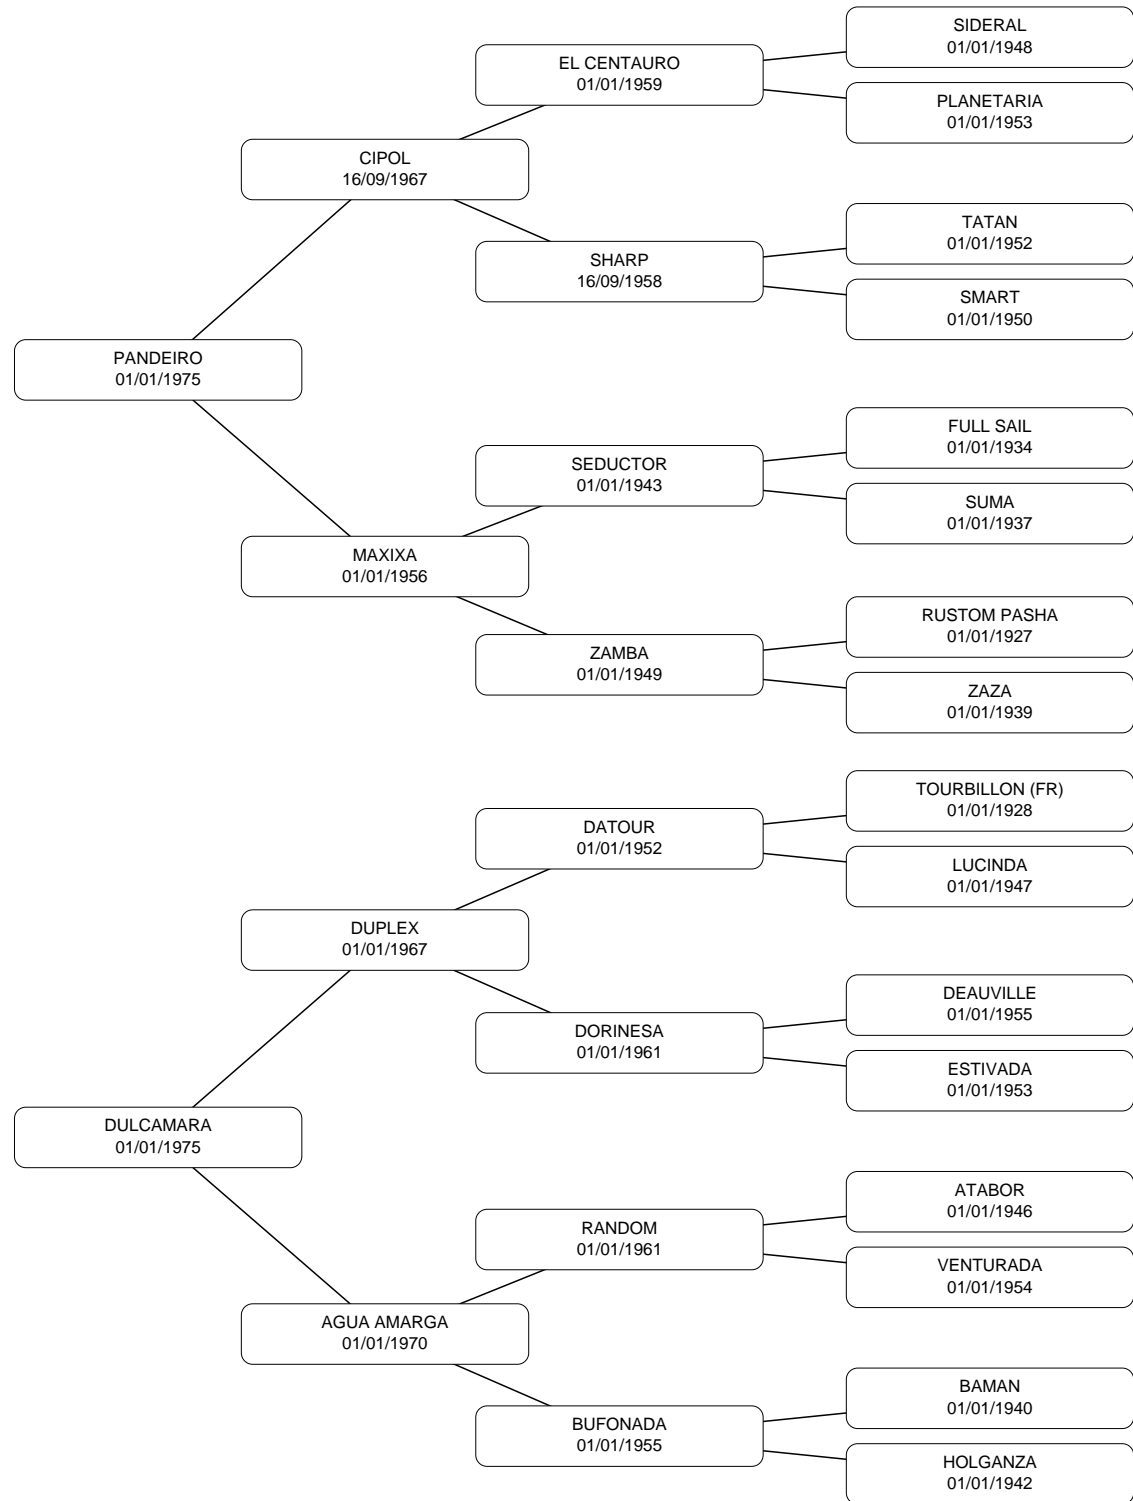 SIDERAL
01/01/1948
EL CENTAURO
01/01/1959
PLANETARIA
01/01/1953
CIPOL
16/09/1967
TATAN
01/01/1952
SHARP
16/09/1958
SMART
01/01/1950
PANDEIRO
01/01/1975
FULL SAIL
01/01/1934
SEDUCTOR
01/01/1943
SUMA
01/01/1937
MAXIXA
01/01/1956
RUSTOM PASHA
01/01/1927
ZAMBA
01/01/1949
ZAZA
01/01/1939
TOURBILLON (FR)
01/01/1928
DATOUR
01/01/1952
LUCINDA
01/01/1947
DUPLEX
01/01/1967
DEAUVILLE
01/01/1955
DORINESA
01/01/1961
ESTIVADA
01/01/1953
DULCAMARA
01/01/1975
ATABOR
01/01/1946
RANDOM
01/01/1961
VENTURADA
01/01/1954
AGUA AMARGA
01/01/1970
BAMAN
01/01/1940
BUFONADA
01/01/1955
HOLGANZA
01/01/1942